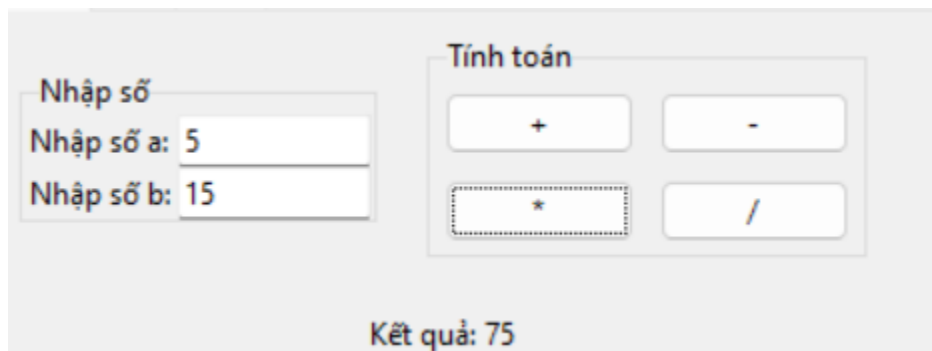 Nhập số
Nhập số a: 5
Nhập số b: 15
Tính toán
+ -
* /
Kết quả: 75